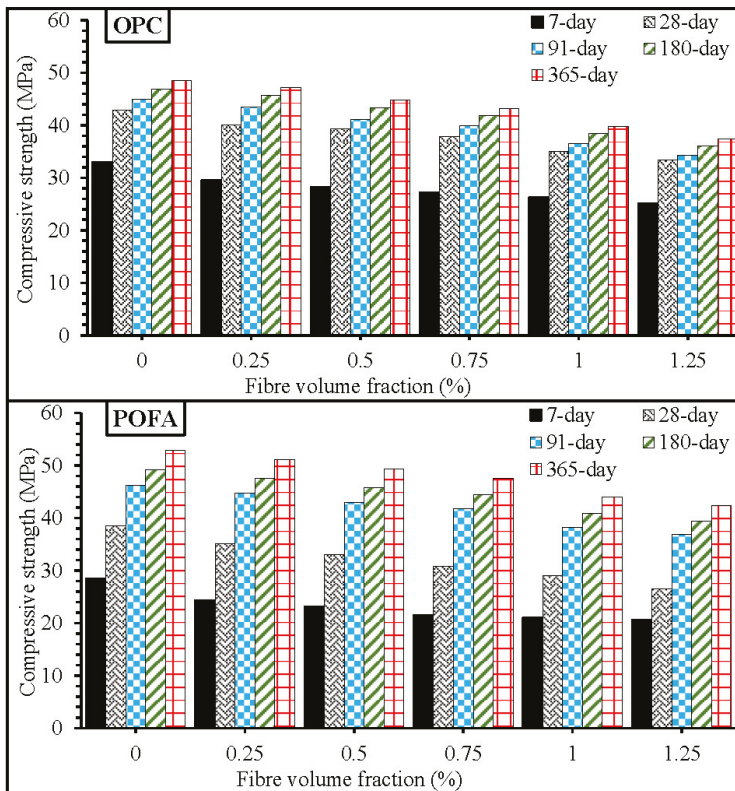 OPC
7-day 28-day
91-day 180-day
365-day
Compressive strength (MPa)
60
50
40
30
20
10
0
0 0.25 0.5 0.75 1 1.25
Fibre volume fraction (%)
POFA
7-day 28-day
91-day 180-day
365-day
Compressive strength (MPa)
60
50
40
30
20
10
0
0 0.25 0.5 0.75 1 1.25
Fibre volume fraction (%)